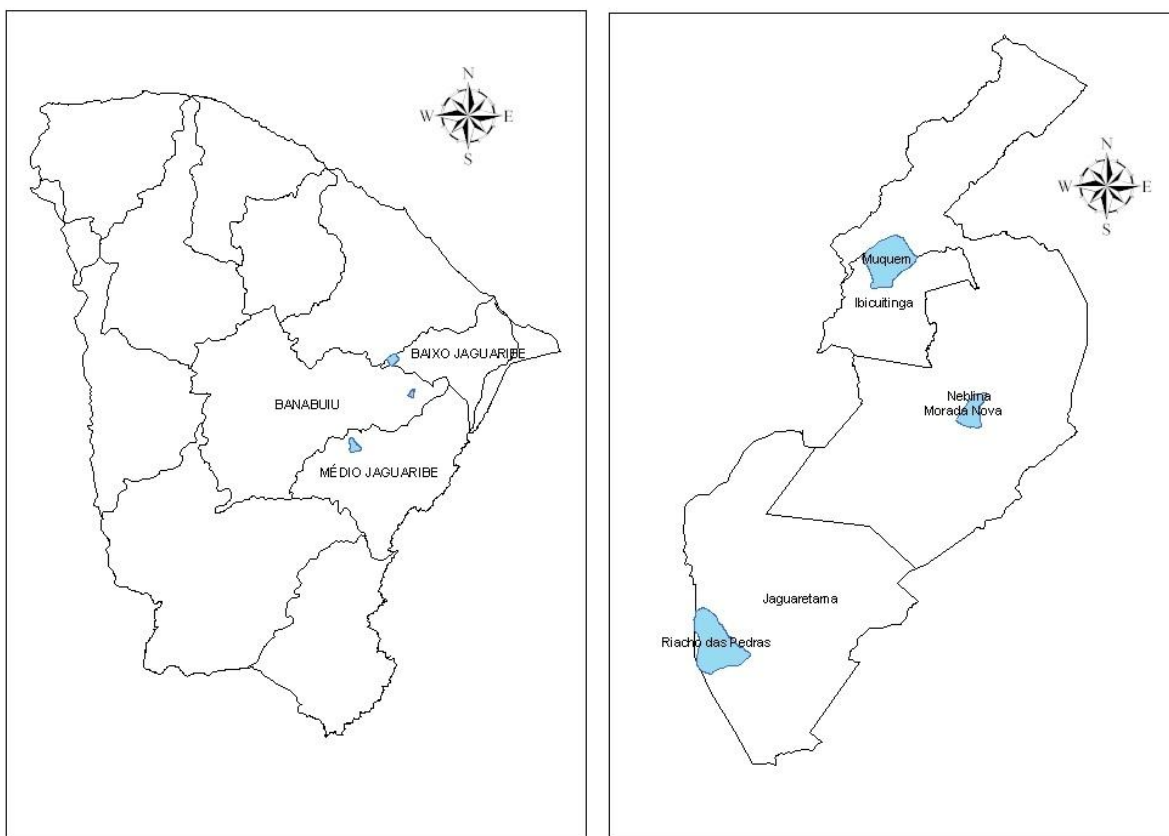 N
W E
S
BAIXO JAGUARIBE
BANABUIU
MÉDIO JAGUARIBE
N
W E
S
Muquem
Ibicuitinga
Neblina
Morada Nova
Jaguaretama
Riacho das Pedras